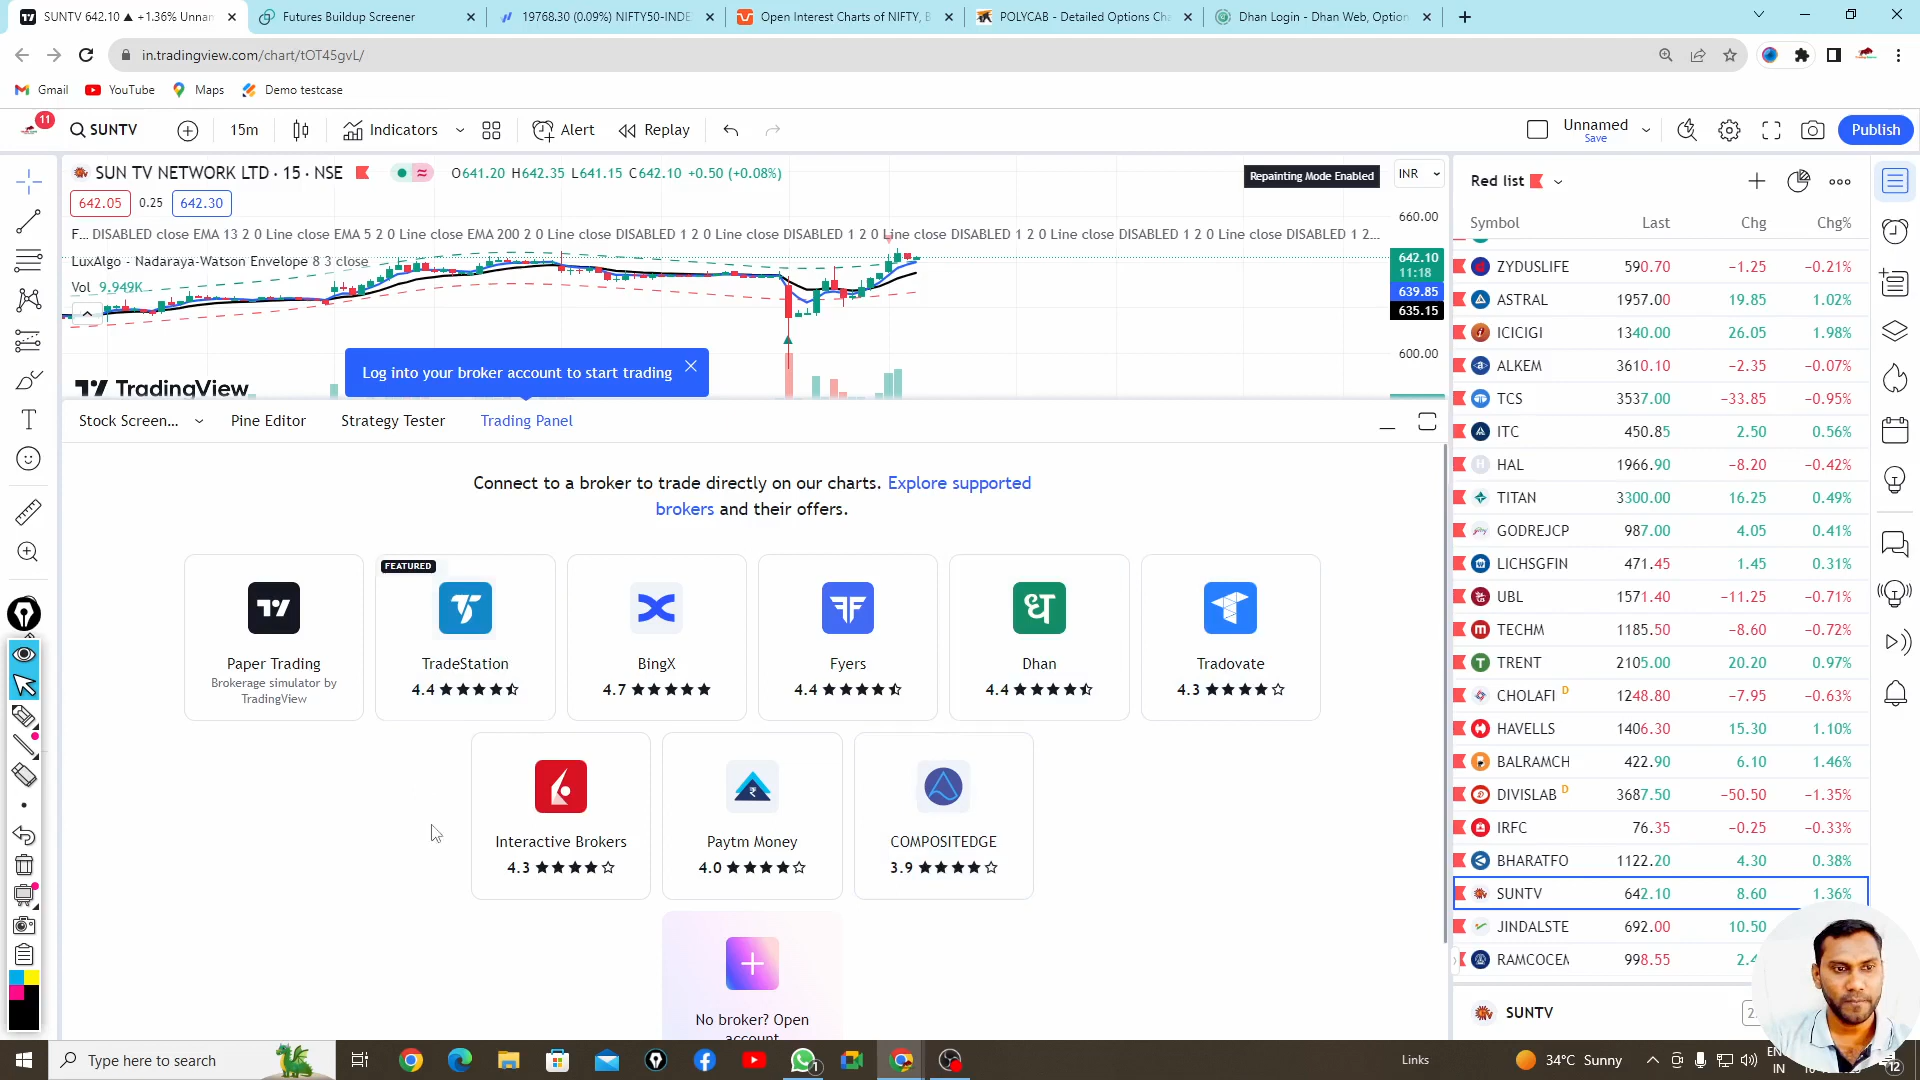 SUNTV 642.10 ▲ +1.36% Unnan
Futures Buildup Screener
19768.30 (0.09%) NIFTY50-INDE
Open Interest Charts of NIFTY, B
POLYCAB - Detailed Options Cha
Dhan Login - Dhan Web, Option
in.tradingview.com/chart/tOT45gvL/
Gmail
YouTube
Maps
Demo testcase
11
SUNTV
15m
Indicators
Alert
Replay
Unnamed
Save
Publish
SUN TV NETWORK LTD · 15 · NSE
O641.20 H642.35 L641.15 C642.10 +0.50 (+0.08%)
Repainting Mode Enabled
INR
642.05
0.25
642.30
F... DISABLED close EMA 13 2 0 Line close EMA 5 2 0 Line close EMA 200 2 0 Line close DISABLED 1 2 0 Line close DISABLED 1 2 0 Line close DISABLED 1 2 0 Line close DISABLED 1 2 0 Line close DISABLED 1 2...
LuxAlgo - Nadaraya-Watson Envelope 8 3 close
Vol 9.949K
660.00
642.10
11:18
639.85
635.15
600.00
TradingView
Log into your broker account to start trading
Stock Screen...
Pine Editor
Strategy Tester
Trading Panel
Connect to a broker to trade directly on our charts. Explore supported
brokers and their offers.
Paper Trading
Brokerage simulator by
TradingView
FEATURED
TradeStation
4.4
BingX
4.7
Fyers
4.4
ध
Dhan
4.4
Tradovate
4.3
Interactive Brokers
4.3
₹
Paytm Money
4.0
COMPOSITEDGE
3.9
No broker? Open
account
Red list
Symbol Last Chg Chg%
ZYDUSLIFE 590.70 −1.25 −0.21%
ASTRAL 1957.00 19.85 1.02%
ICICIGI 1340.00 26.05 1.98%
ALKEM 3610.10 −2.35 −0.07%
TCS 3537.00 −33.85 −0.95%
ITC 450.85 2.50 0.56%
HAL 1966.90 −8.20 −0.42%
TITAN 3300.00 16.25 0.49%
GODREJCP 987.00 4.05 0.41%
LICHSGFIN 471.45 1.45 0.31%
UBL 1571.40 −11.25 −0.71%
TECHM 1185.50 −8.60 −0.72%
TRENT 2105.00 20.20 0.97%
CHOLAFI D 1248.80 −7.95 −0.63%
HAVELLS 1406.30 15.30 1.10%
BALRAMCH 422.90 6.10 1.46%
DIVISLAB D 3687.50 −50.50 −1.35%
IRFC 76.35 −0.25 −0.33%
BHARATFO 1122.20 4.30 0.38%
SUNTV 642.10 8.60 1.36%
JINDALSTE 692.00 10.50
RAMCOCEM 998.55 2.4
SUNTV
Type here to search
1
Links
34°C Sunny
IN
12